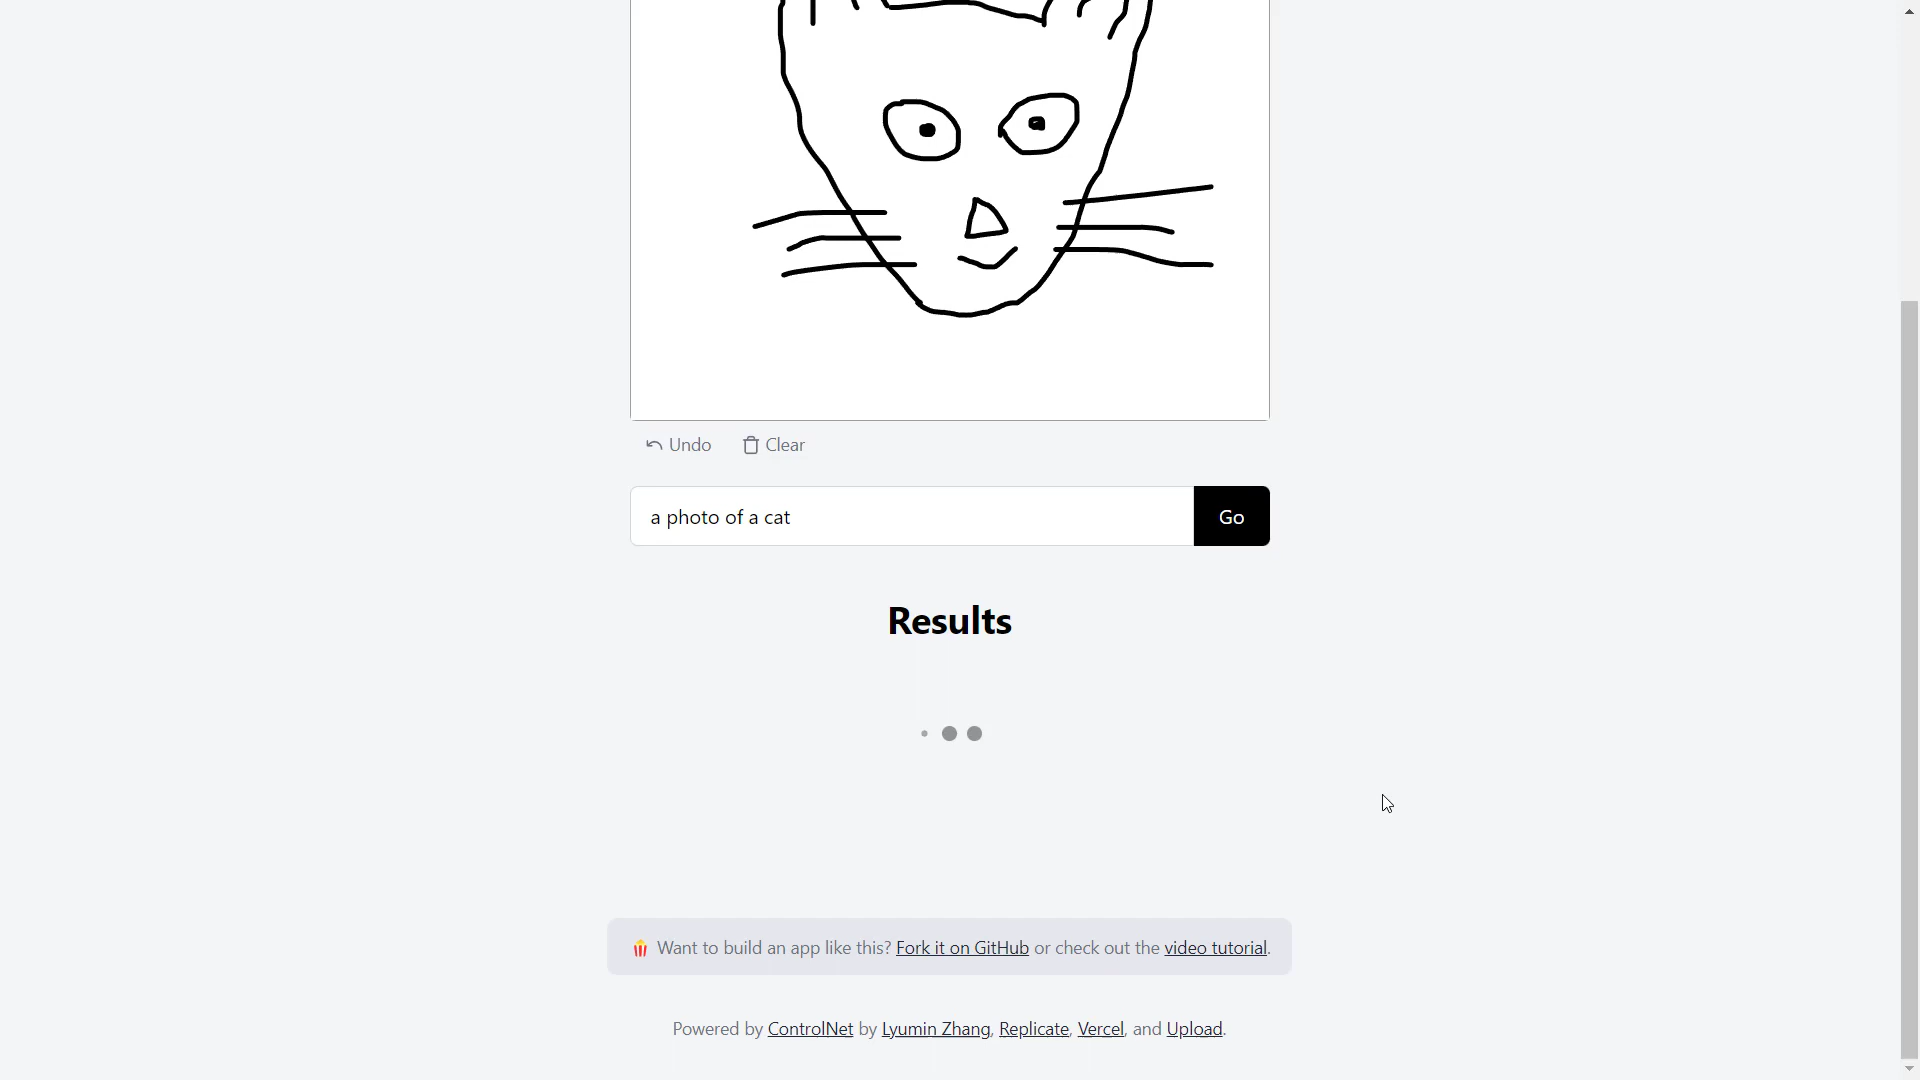 Undo Clear
a photo of a cat Go
Results
Want to build an app like this? Fork it on GitHub or check out the video tutorial.
Powered by ControlNet by Lyumin Zhang, Replicate, Vercel, and Upload.